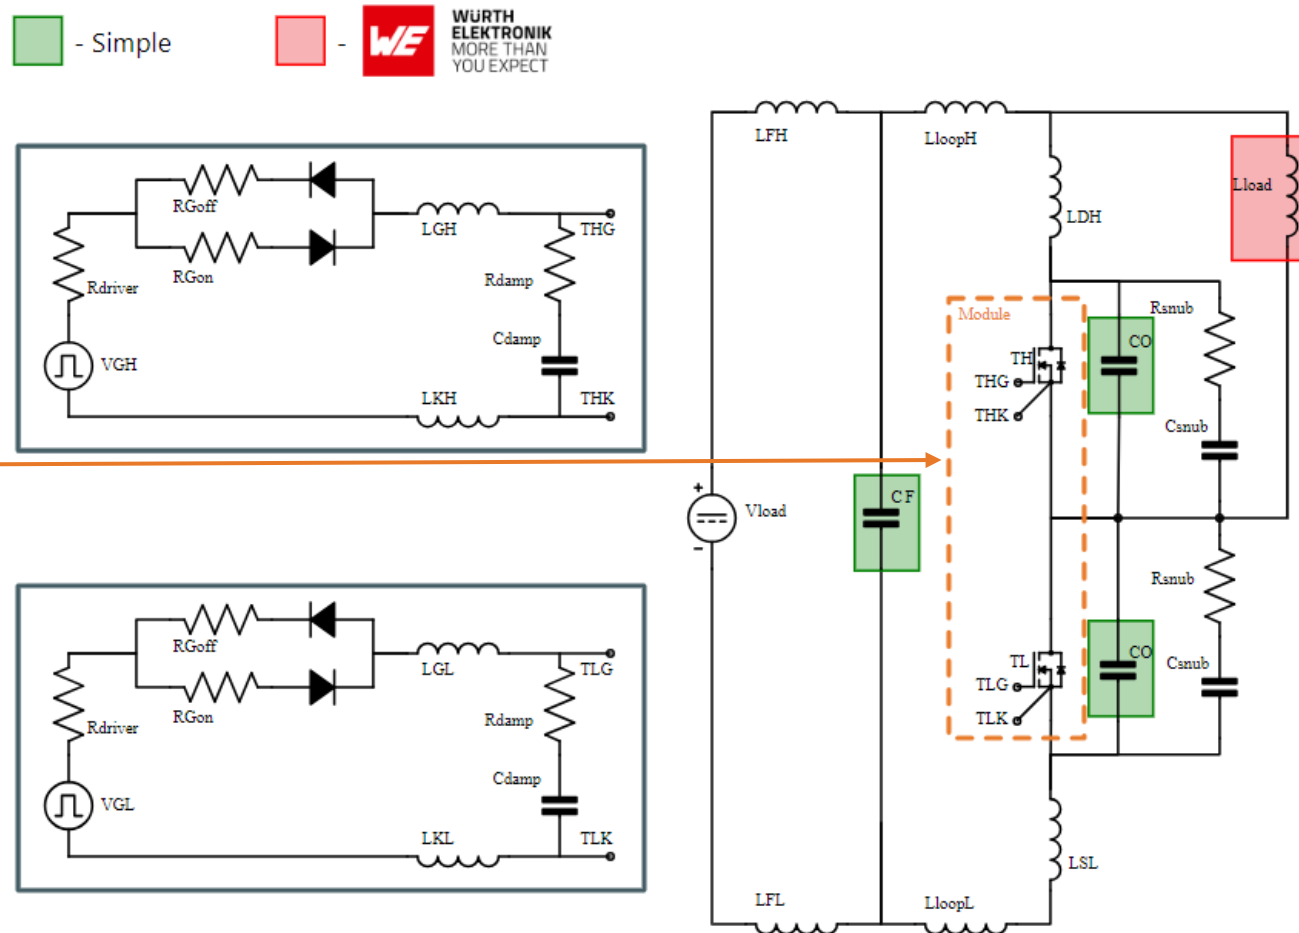 - Simple
-
WE
WÜRTH
ELEKTRONIK
MORE THAN
YOU EXPECT
RGoff
RGon
Rdriver
VGH
LGH
THG
Rdamp
Cdamp
LKH
THK
RGoff
RGon
Rdriver
VGL
LGL
TLG
Rdamp
Cdamp
LKL
TLK
LFH
LloopH
LDH
Lload
Module
TH
THG
THK
CO
Rsnub
Csnub
+
Vload
-
CF
TL
TLG
TLK
CO
Rsnub
Csnub
LSL
LFL
LloopL